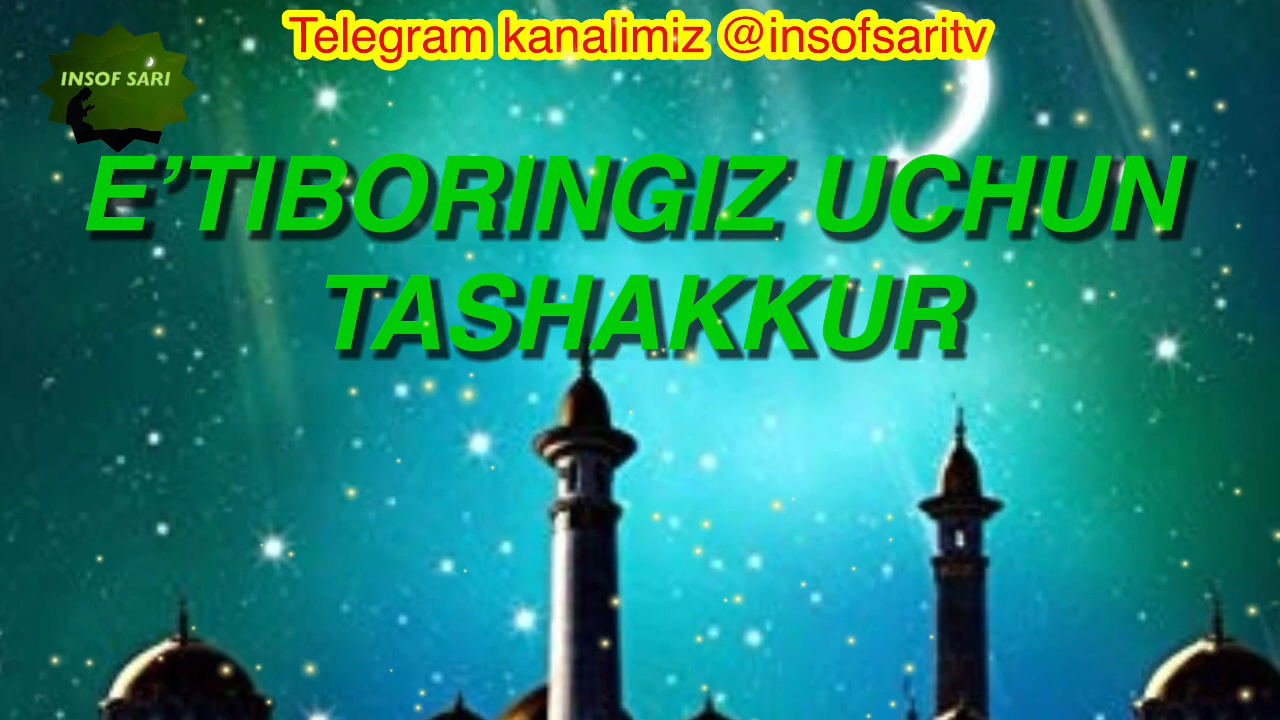 Telegram kanalimiz @insofsaritv
INSOF SARI
E’TIBORINGIZ UCHUN
TASHAKKUR